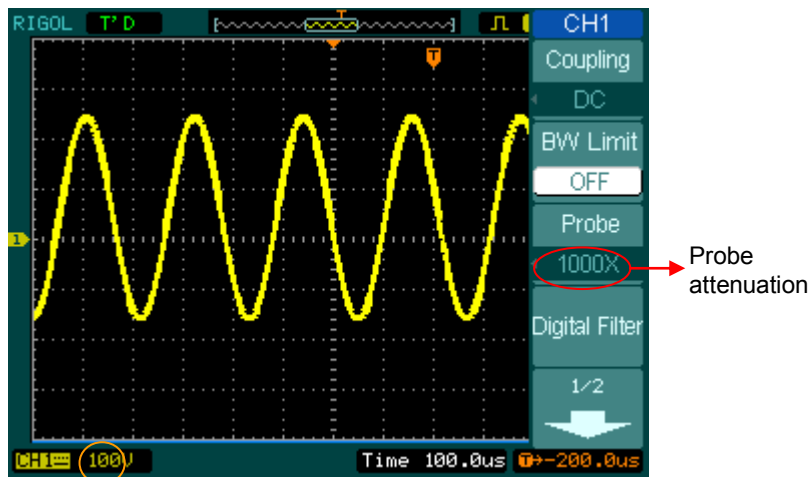 RIGOL T'D T CH1
T
Coupling
DC
BW Limit
OFF
Probe
1000X
Probe
attenuation
Digital Filter
1/2
1
CH1 100V Time 100.0us T→-200.0us